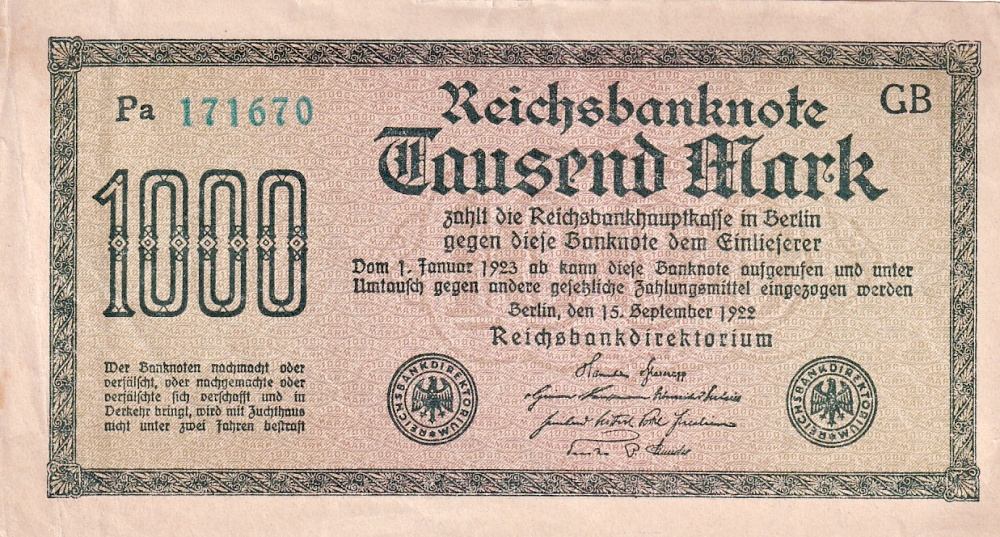 Pa 171670
Reichsbanknote
GB
Tausend Mark
1000
zahlt die Reichsbankhauptkasse in Berlin
gegen diese Banknote dem Einlieferer
Vom 1. Januar 1923 ab kann diese Banknote aufgerufen und unter
Umtausch gegen andere gesetzliche Zahlungsmittel eingezogen werden
Berlin, den 15. September 1922
Reichsbankdirektorium
Wer Banknoten nachmacht oder
verfälscht, oder nachgemachte oder
verfälschte sich verschafft und in
Verkehr bringt, wird mit Zuchthaus
nicht unter zwei Jahren bestraft
REICHSBANKDIREKTORIUM
REICHSBANKDIREKTORIUM